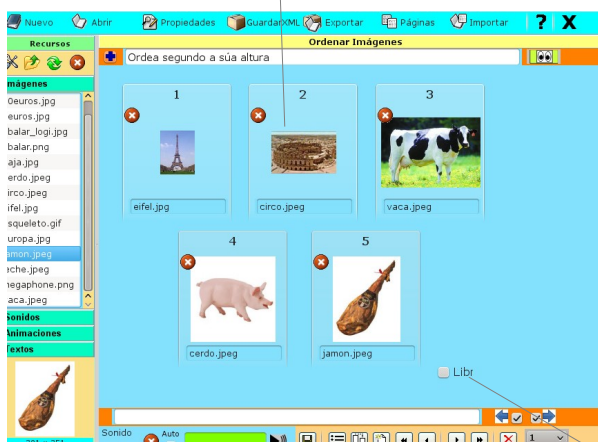 Nuevo Abrir Propiedades GuardarXML Exportar Páginas Importar ? X
Recursos
Ordenar Imágenes
Ordea segundo a súa altura
mágenes
0euros.jpg
euros.jpg
balar_logi.jpg
balar.png
aja.jpg
erdo.jpeg
irco.jpeg
ifel.jpg
squeleto.gif
uropa.jpg
amon.jpeg
eche.jpeg
negaphone.png
aca.jpeg
Sonidos
Animaciones
Textos
1 2 3
eifel.jpg circo.jpeg vaca.jpeg
4 5
cerdo.jpeg jamon.jpeg
Libr
Sonido Auto
1